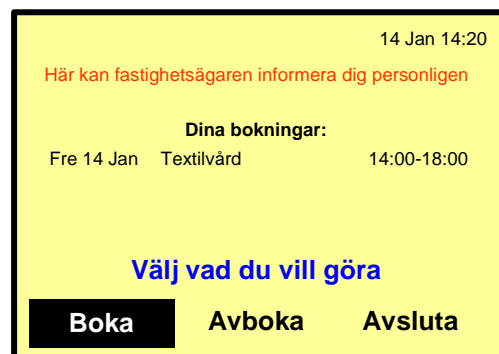 14 Jan 14:20
Här kan fastighetsägaren informera dig personligen
Dina bokningar:
Fre 14 Jan Textilvård 14:00-18:00
Välj vad du vill göra
Boka Avboka Avsluta